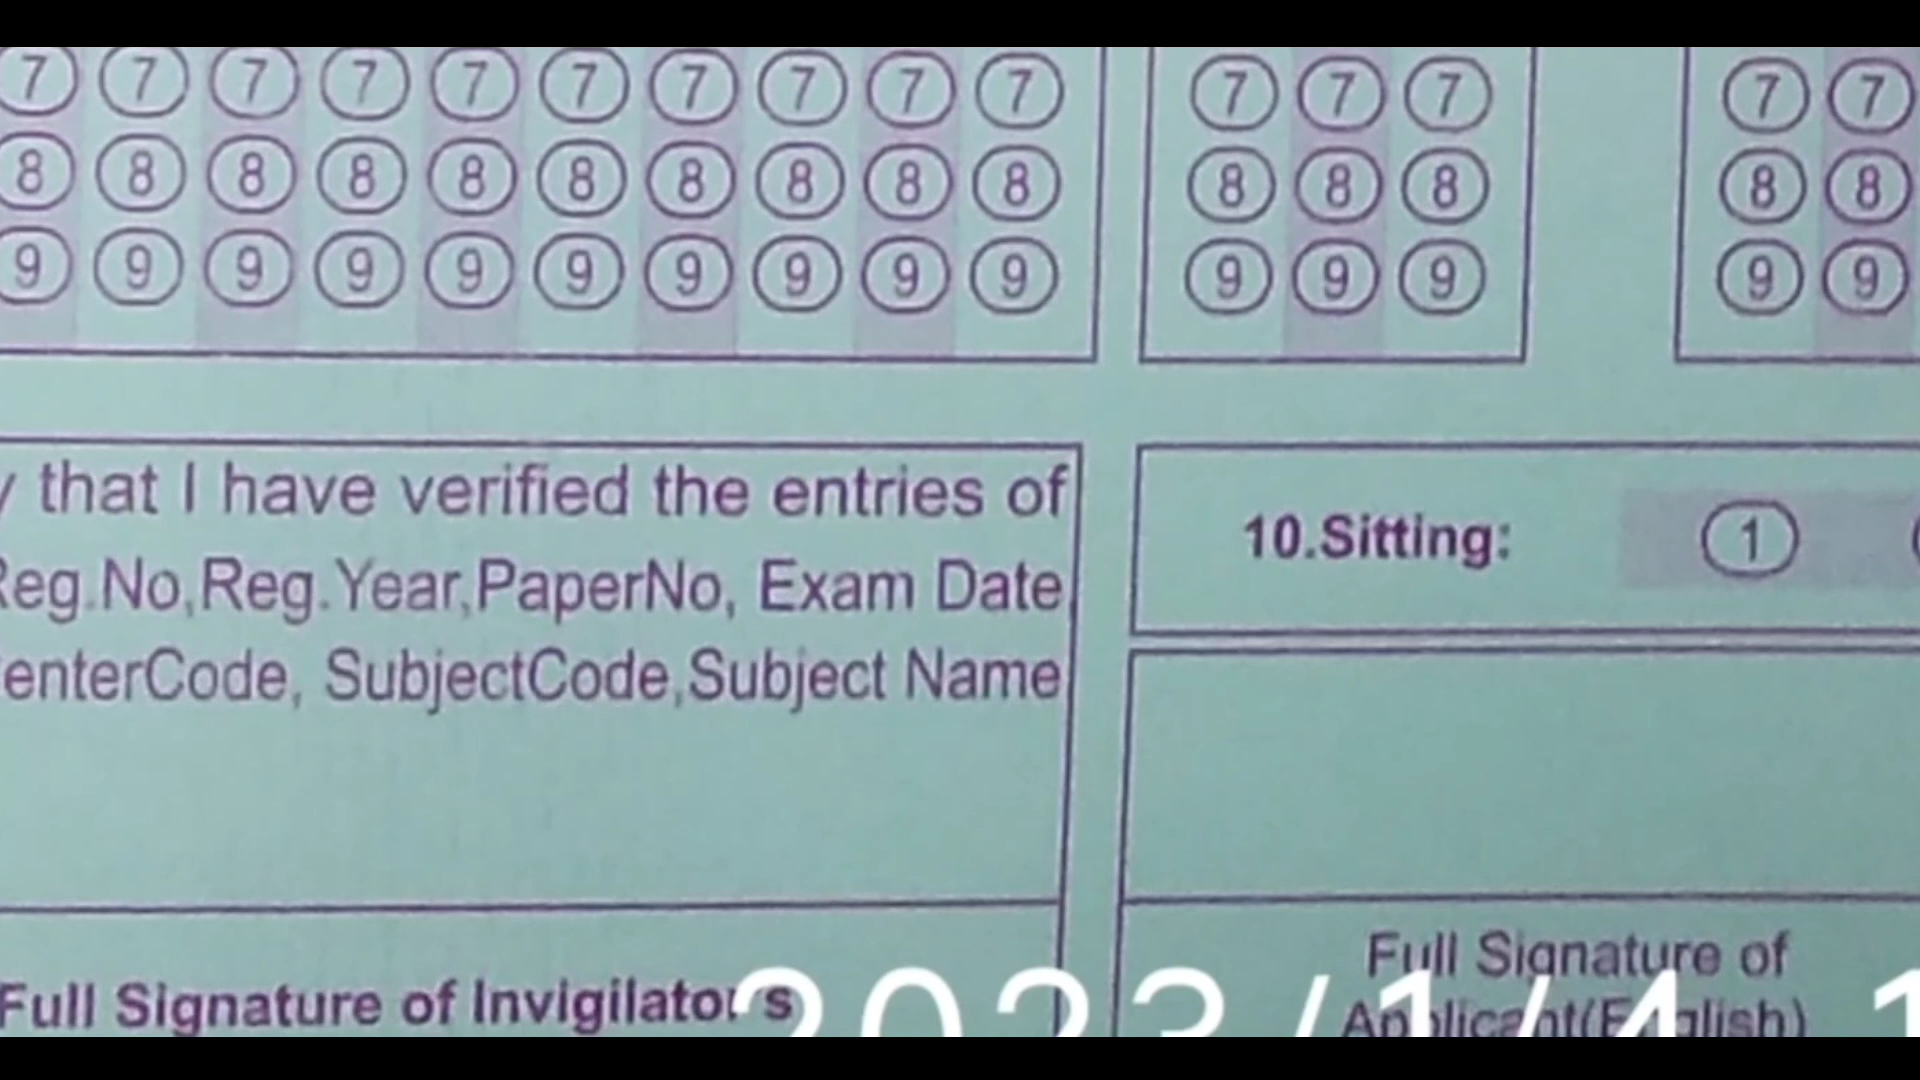 7 7 7 7 7 7 7 7 7 7 7 7 7 7 7
8 8 8 8 8 8 8 8 8 8 8 8 8 8 8
9 9 9 9 9 9 9 9 9 9 9 9 9 9 9
that I have verified the entries of
Reg.No,Reg.Year,PaperNo, Exam Date
enterCode, SubjectCode,Subject Name
Full Signature of Invigilator's
10.Sitting: 1
Full Signature of
Applicant(English)
2023/1/4 1